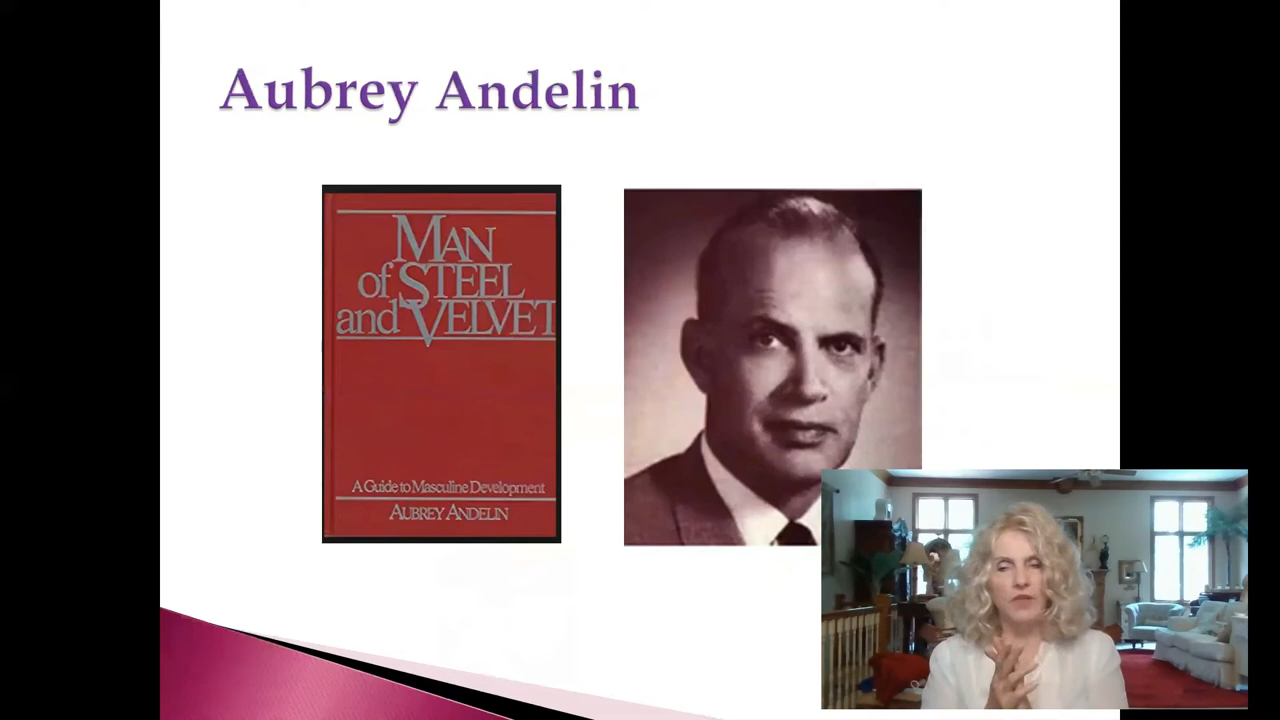 Aubrey Andelin
MAN
of STEEL
and VELVET
A Guide to Masculine Development
AUBREY ANDELIN